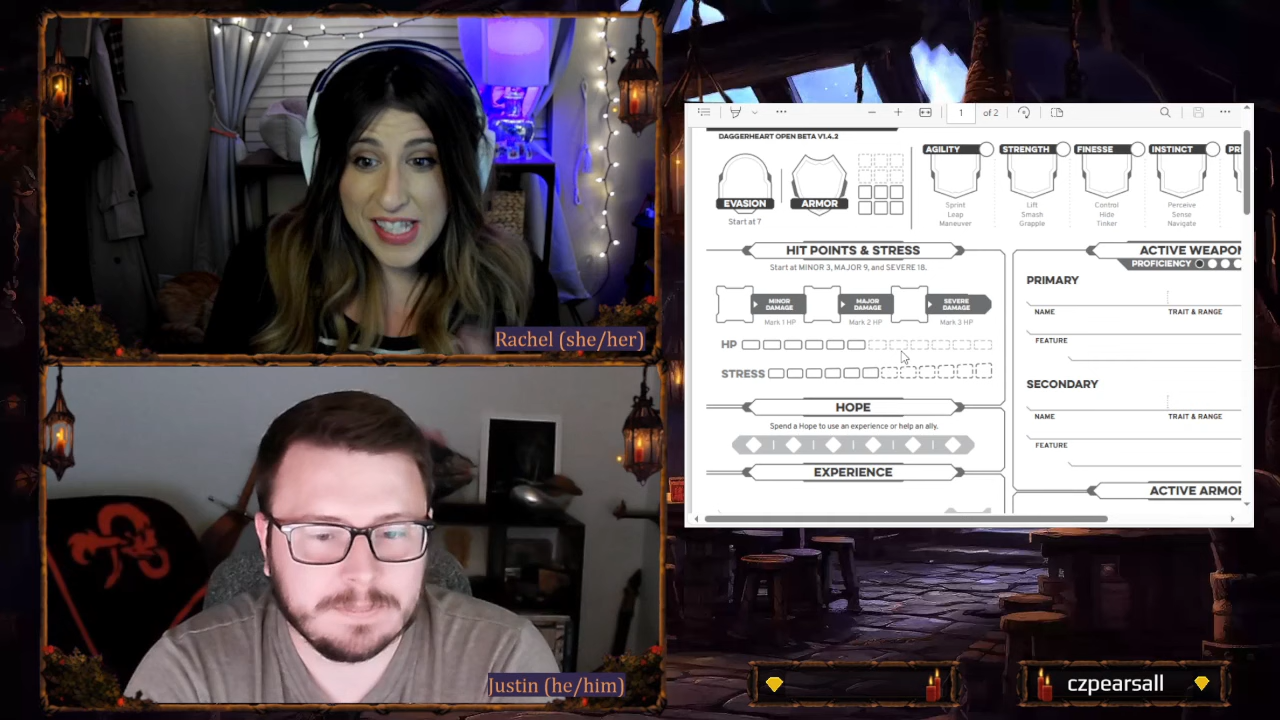 Rachel (she/her)
Justin (he/him)
1 of 2
DAGGERHEART OPEN BETA V1.4.2
EVASION
Start at 7
ARMOR
AGILITY
Sprint
Leap
Maneuver
STRENGTH
Lift
Smash
Grapple
FINESSE
Control
Hide
Tinker
INSTINCT
Perceive
Sense
Navigate
PR
HIT POINTS & STRESS
Start at MINOR 3, MAJOR 9, and SEVERE 18.
MINOR
DAMAGE
Mark 1 HP
MAJOR
DAMAGE
Mark 2 HP
SEVERE
DAMAGE
Mark 3 HP
HP
STRESS
HOPE
Spend a Hope to use an experience or help an ally.
EXPERIENCE
ACTIVE WEAPON
PROFICIENCY
PRIMARY
NAME
TRAIT & RANGE
FEATURE
SECONDARY
NAME
TRAIT & RANGE
FEATURE
ACTIVE ARMOR
czpearsall